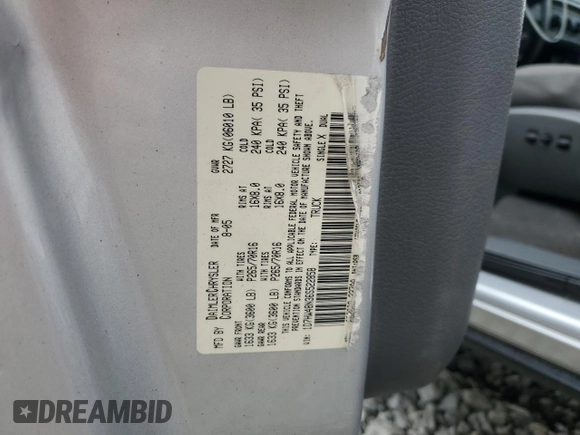 MFD BY DAIMLERCHRYSLER CORPORATION DATE OF MFR 8-05 GVWR 2727 KG(06010 LB)
GAWR FRONT WITH TIRES RIMS AT COLD
1633 KG(3600 LB) P265/70R16 16X8.0 240 KPA( 35 PSI)
GAWR REAR WITH TIRES RIMS AT COLD
1633 KG(3600 LB) P265/70R16 16X8.0 240 KPA( 35 PSI)
THIS VEHICLE CONFORMS TO ALL APPLICABLE FEDERAL MOTOR VEHICLE SAFETY AND THEFT
PREVENTION STANDARDS IN EFFECT ON THE DATE OF MANUFACTURE SHOWN ABOVE.
VIN: TYPE: TRUCK SINGLE X DUAL
DREAMBID